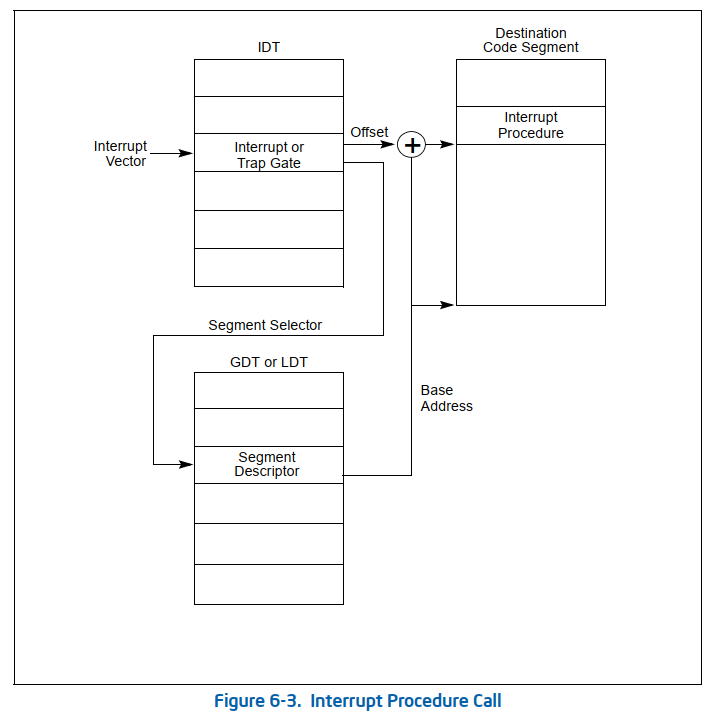 IDT
Destination
Code Segment
Interrupt
Vector
Interrupt or
Trap Gate
Offset
+
Interrupt
Procedure
Segment Selector
GDT or LDT
Base
Address
Segment
Descriptor
Figure 6-3. Interrupt Procedure Call